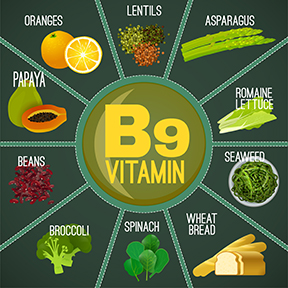 ORANGES
LENTILS
ASPARAGUS
PAPAYA
ROMAINE
LETTUCE
B9
VITAMIN
BEANS
SEAWEED
BROCCOLI
SPINACH
WHEAT
BREAD